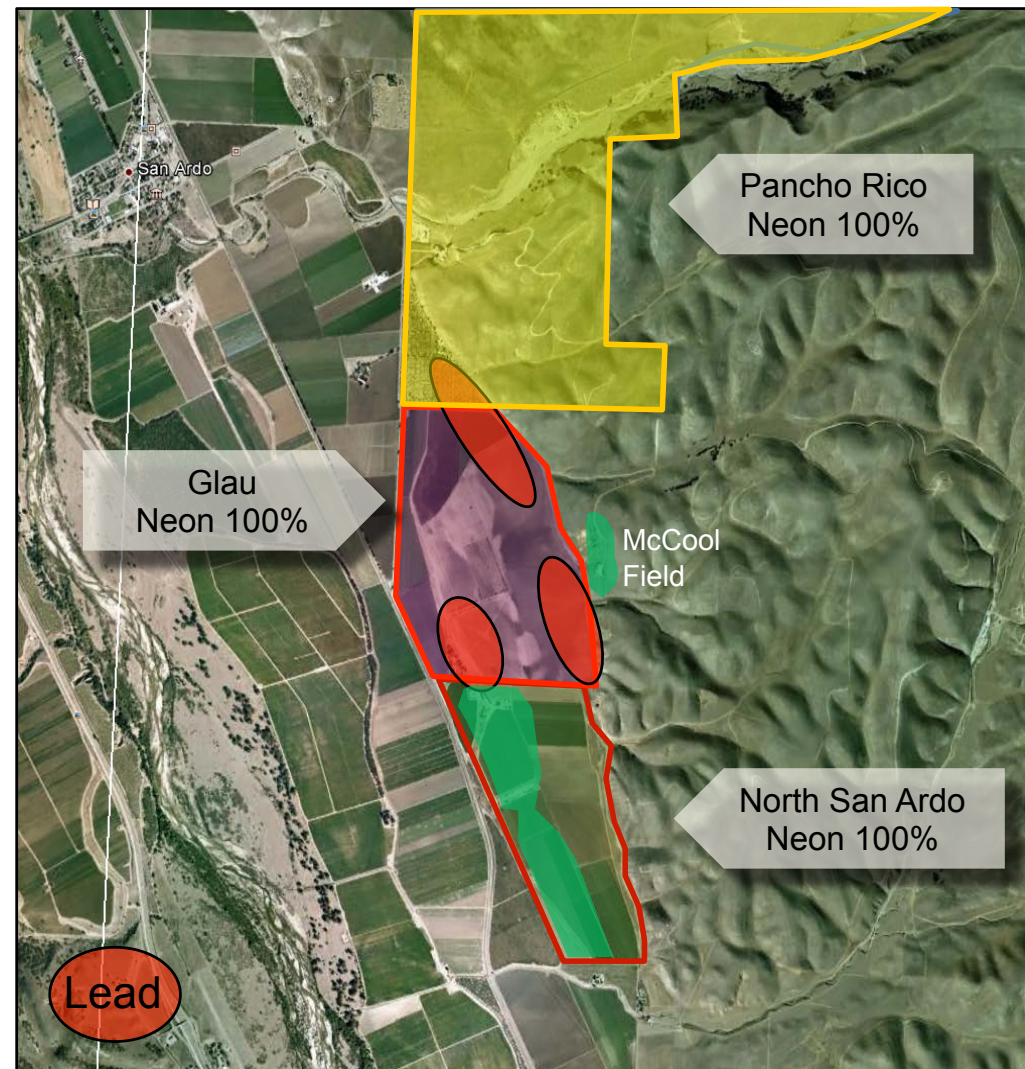 San Ardo
Pancho Rico
Neon 100%
Glau
Neon 100%
McCool
Field
North San Ardo
Neon 100%
Lead